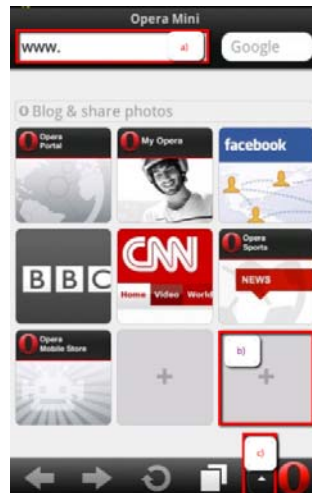 Opera Mini
www. a) Google
O Blog & share photos
Opera Portal
My Opera
facebook
BBC
CNN
Home Video World
Opera Sports
NEWS
Opera Mobile Store
+
b)
+
c)